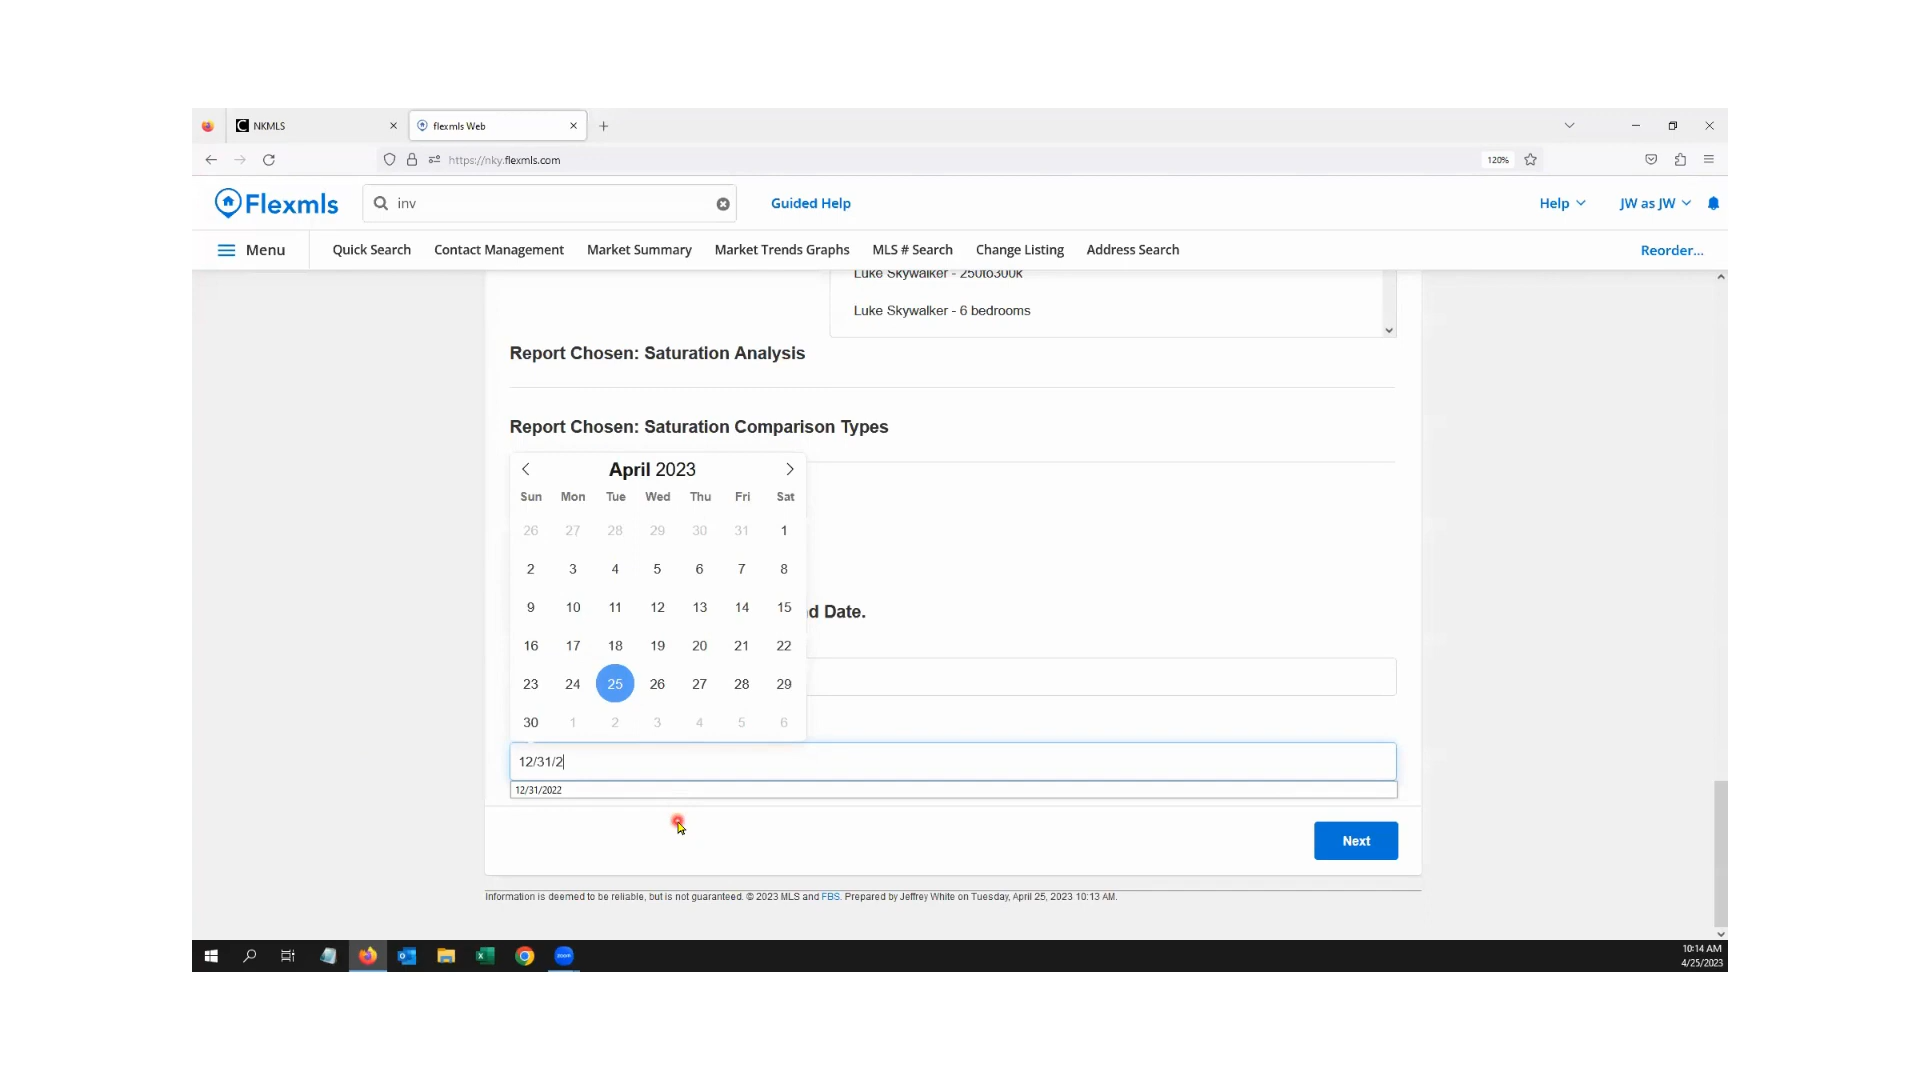 NKMLS
flexmls Web
https://nky.flexmls.com
120%
Flexmls
inv
Guided Help
Help
JW as JW
Menu
Quick Search
Contact Management
Market Summary
Market Trends Graphs
MLS # Search
Change Listing
Address Search
Reorder...
Luke Skywalker - 250to300k
Luke Skywalker - 6 bedrooms
Report Chosen: Saturation Analysis
Report Chosen: Saturation Comparison Types
April 2023
Sun Mon Tue Wed Thu Fri Sat
26 27 28 29 30 31 1
2 3 4 5 6 7 8
9 10 11 12 13 14 15
d Date.
16 17 18 19 20 21 22
23 24 25 26 27 28 29
30 1 2 3 4 5 6
12/31/2
12/31/2022
Next
Information is deemed to be reliable, but is not guaranteed. © 2023 MLS and FBS. Prepared by Jeffrey White on Tuesday, April 25, 2023 10:13 AM.
zoom
10:14 AM
4/25/2023